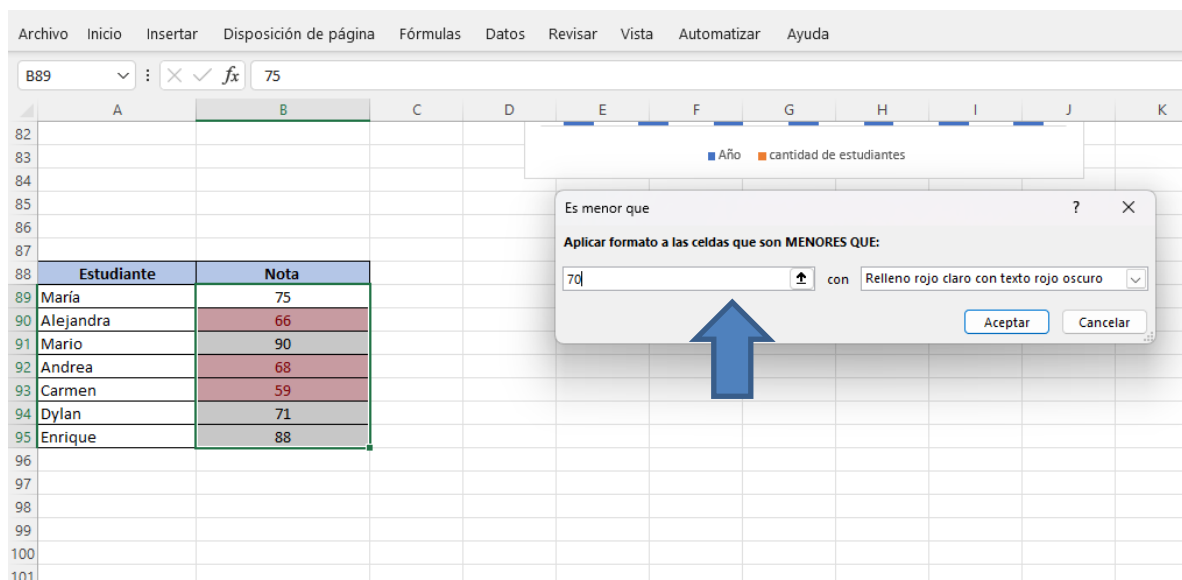 Archivo Inicio Insertar Disposición de página Fórmulas Datos Revisar Vista Automatizar Ayuda
B89 fx 75
A B C D E F G H I J K
82
83 Año cantidad de estudiantes
84
85 Es menor que ?
86
87 Aplicar formato a las celdas que son MENORES QUE:
88 Estudiante Nota
70 con Relleno rojo claro con texto rojo oscuro
89 María 75
90 Alejandra 66
Aceptar Cancelar
91 Mario 90
92 Andrea 68
93 Carmen 59
94 Dylan 71
95 Enrique 88
96
97
98
99
100
101